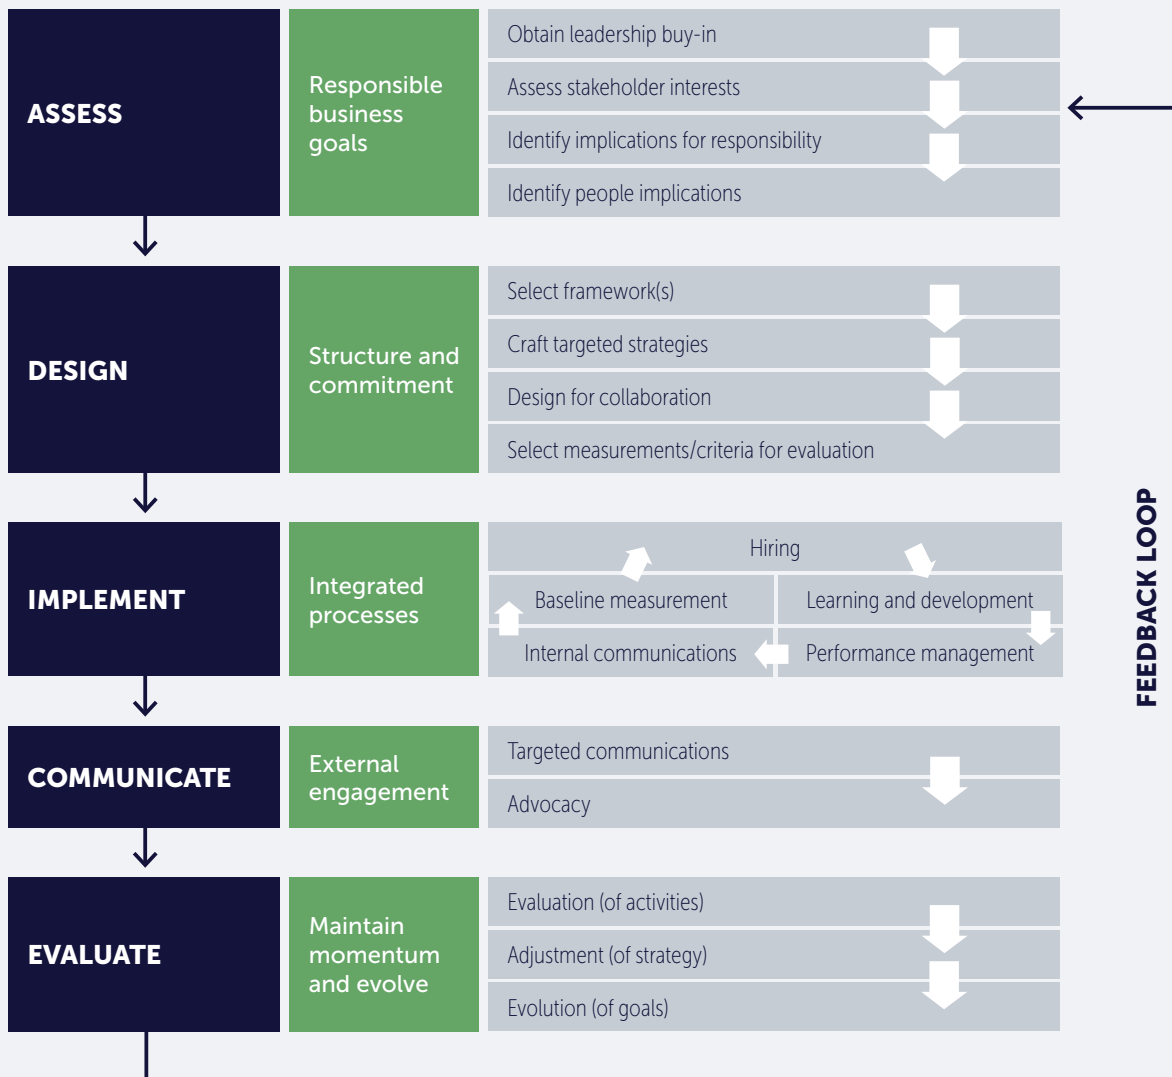 ASSESS
Responsible
business
goals
Obtain leadership buy-in
Assess stakeholder interests
Identify implications for responsibility
Identify people implications
DESIGN
Structure and
commitment
Select framework(s)
Craft targeted strategies
Design for collaboration
Select measurements/criteria for evaluation
IMPLEMENT
Integrated
processes
Hiring
Baseline measurement
Learning and development
Internal communications
Performance management
COMMUNICATE
External
engagement
Targeted communications
Advocacy
EVALUATE
Maintain
momentum
and evolve
Evaluation (of activities)
Adjustment (of strategy)
Evolution (of goals)
FEEDBACK LOOP